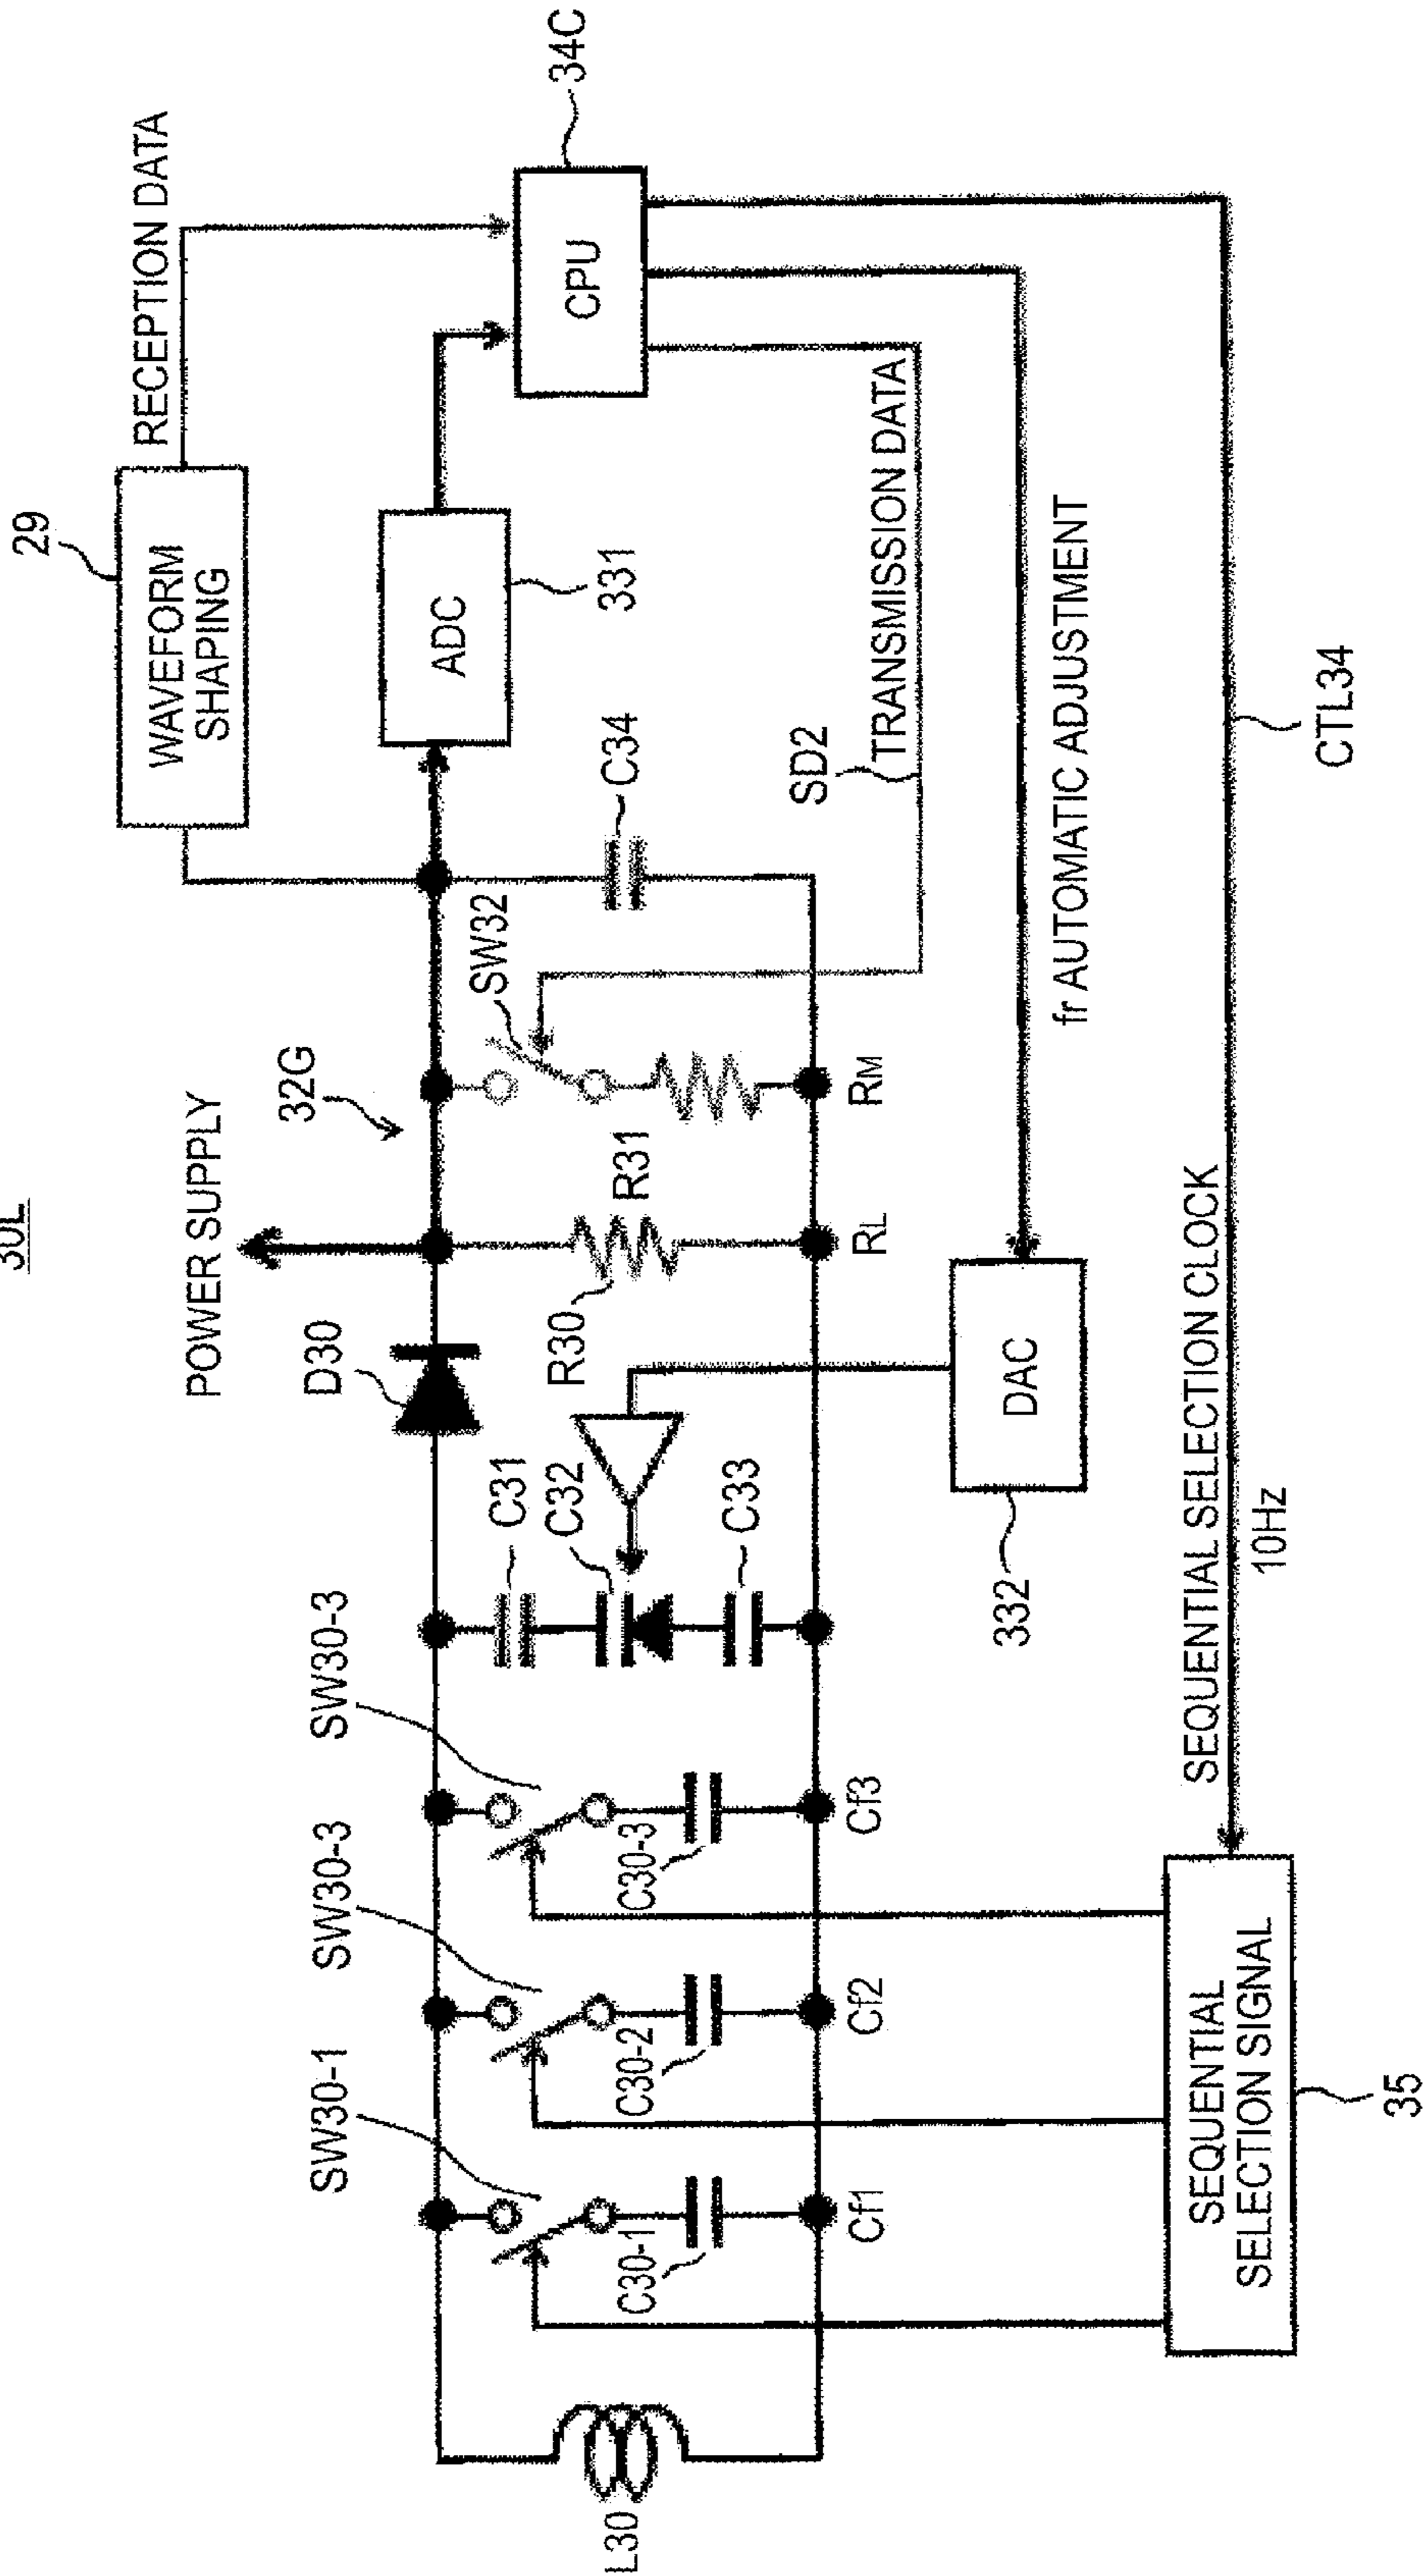 POWER SUPPLY
32G
29
WAVEFORM
SHAPING
RECEPTION DATA
D30
SW32
ADC
331
34C
CPU
SW30-1
SW30-3
SW30-3
C31
C32
C33
R30
R31
C34
SD2
TRANSMISSION DATA
L30
C30-1
C30-2
C30-3
Cf1
Cf2
Cf3
RL
RM
DAC
332
fr AUTOMATIC ADJUSTMENT
SEQUENTIAL SELECTION CLOCK
10Hz
CTL34
SEQUENTIAL
SELECTION SIGNAL
35